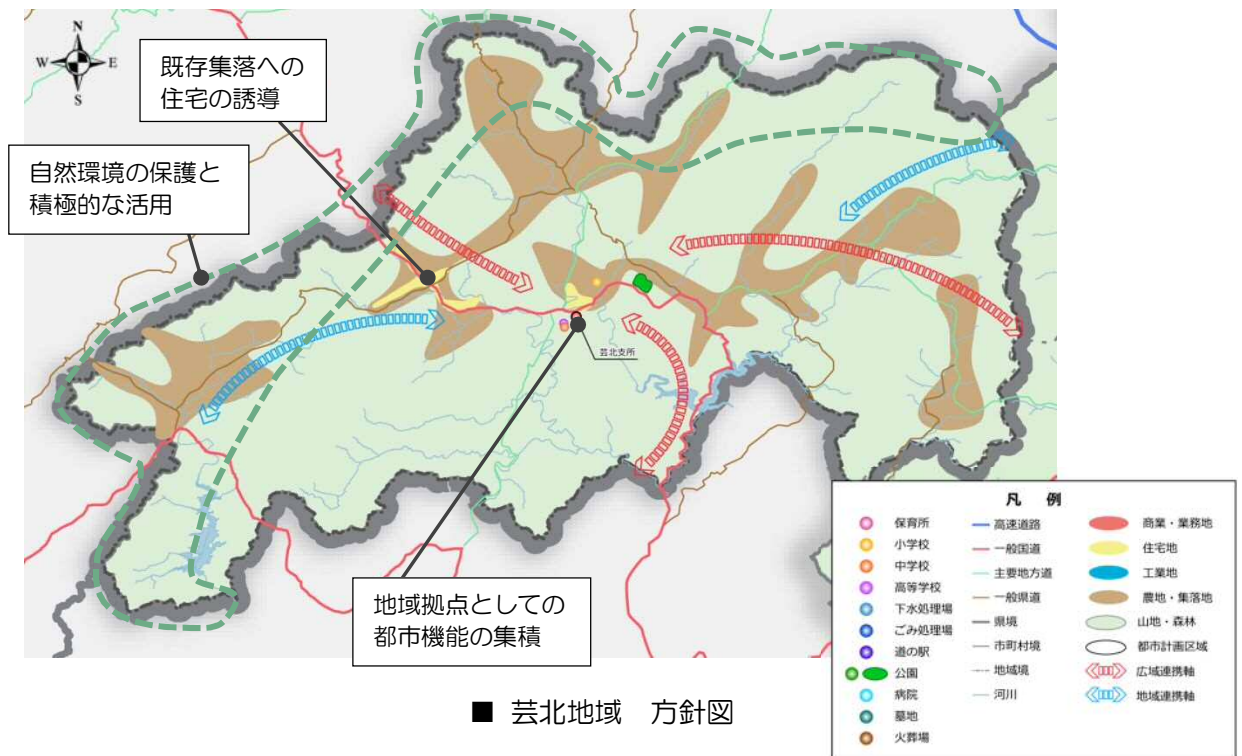 N
W E
S
既存集落への
住宅の誘導
自然環境の保護と
積極的な活用
芸北支所
地域拠点としての
都市機能の集積
■ 芸北地域 方針図
凡 例
保育所
小学校
中学校
高等学校
下水処理場
ごみ処理場
道の駅
公園
病院
墓地
火葬場
高速道路
一般国道
主要地方道
一般県道
県境
市町村境
地域境
河川
商業・業務地
住宅地
工業地
農地・集落地
山地・森林
都市計画区域
広域連携軸
地域連携軸